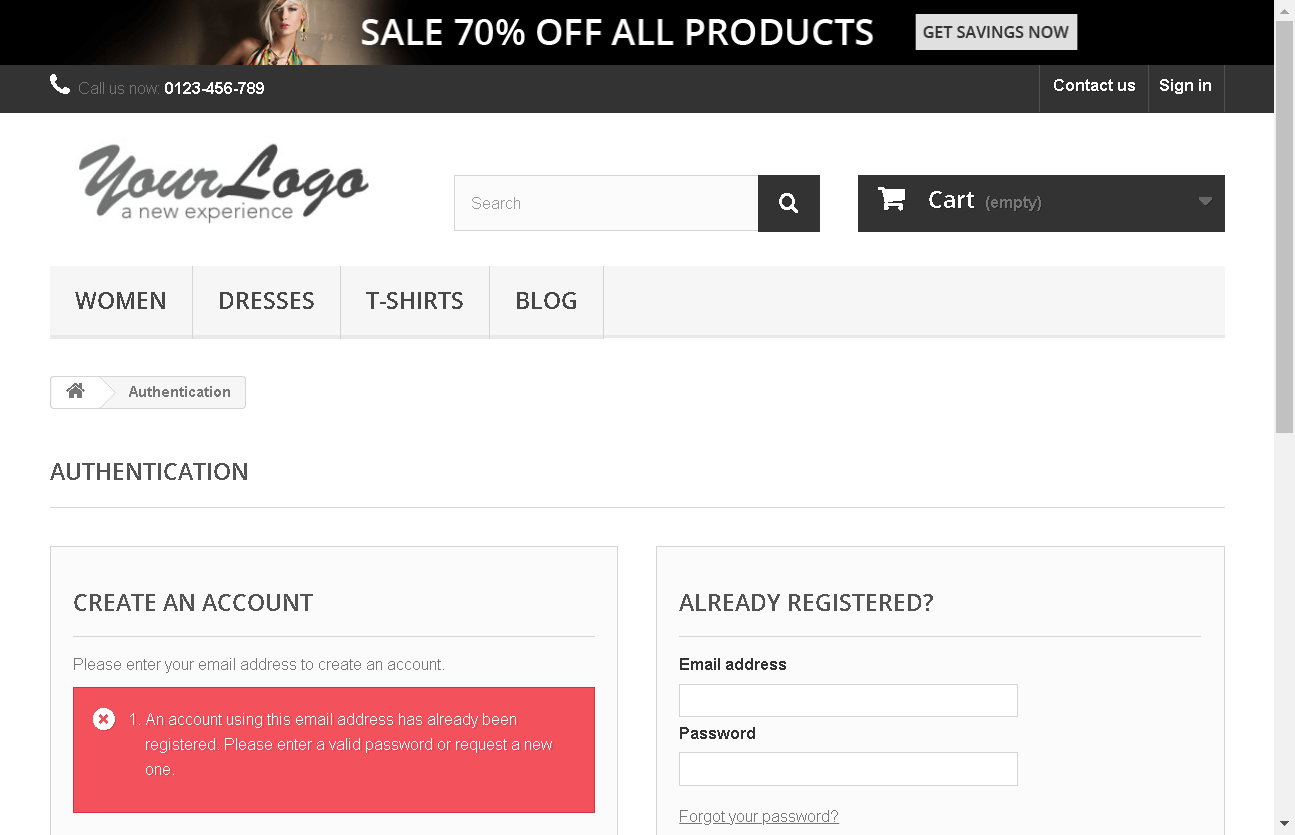 SALE 70% OFF ALL PRODUCTS GET SAVINGS NOW
Call us now: 0123-456-789 Contact us Sign in
YourLogo
a new experience
Search
Cart (empty)
WOMEN DRESSES T-SHIRTS BLOG
Authentication
AUTHENTICATION
CREATE AN ACCOUNT
Please enter your email address to create an account.
1. An account using this email address has already been
registered. Please enter a valid password or request a new
one.
ALREADY REGISTERED?
Email address
Password
Forgot your password?